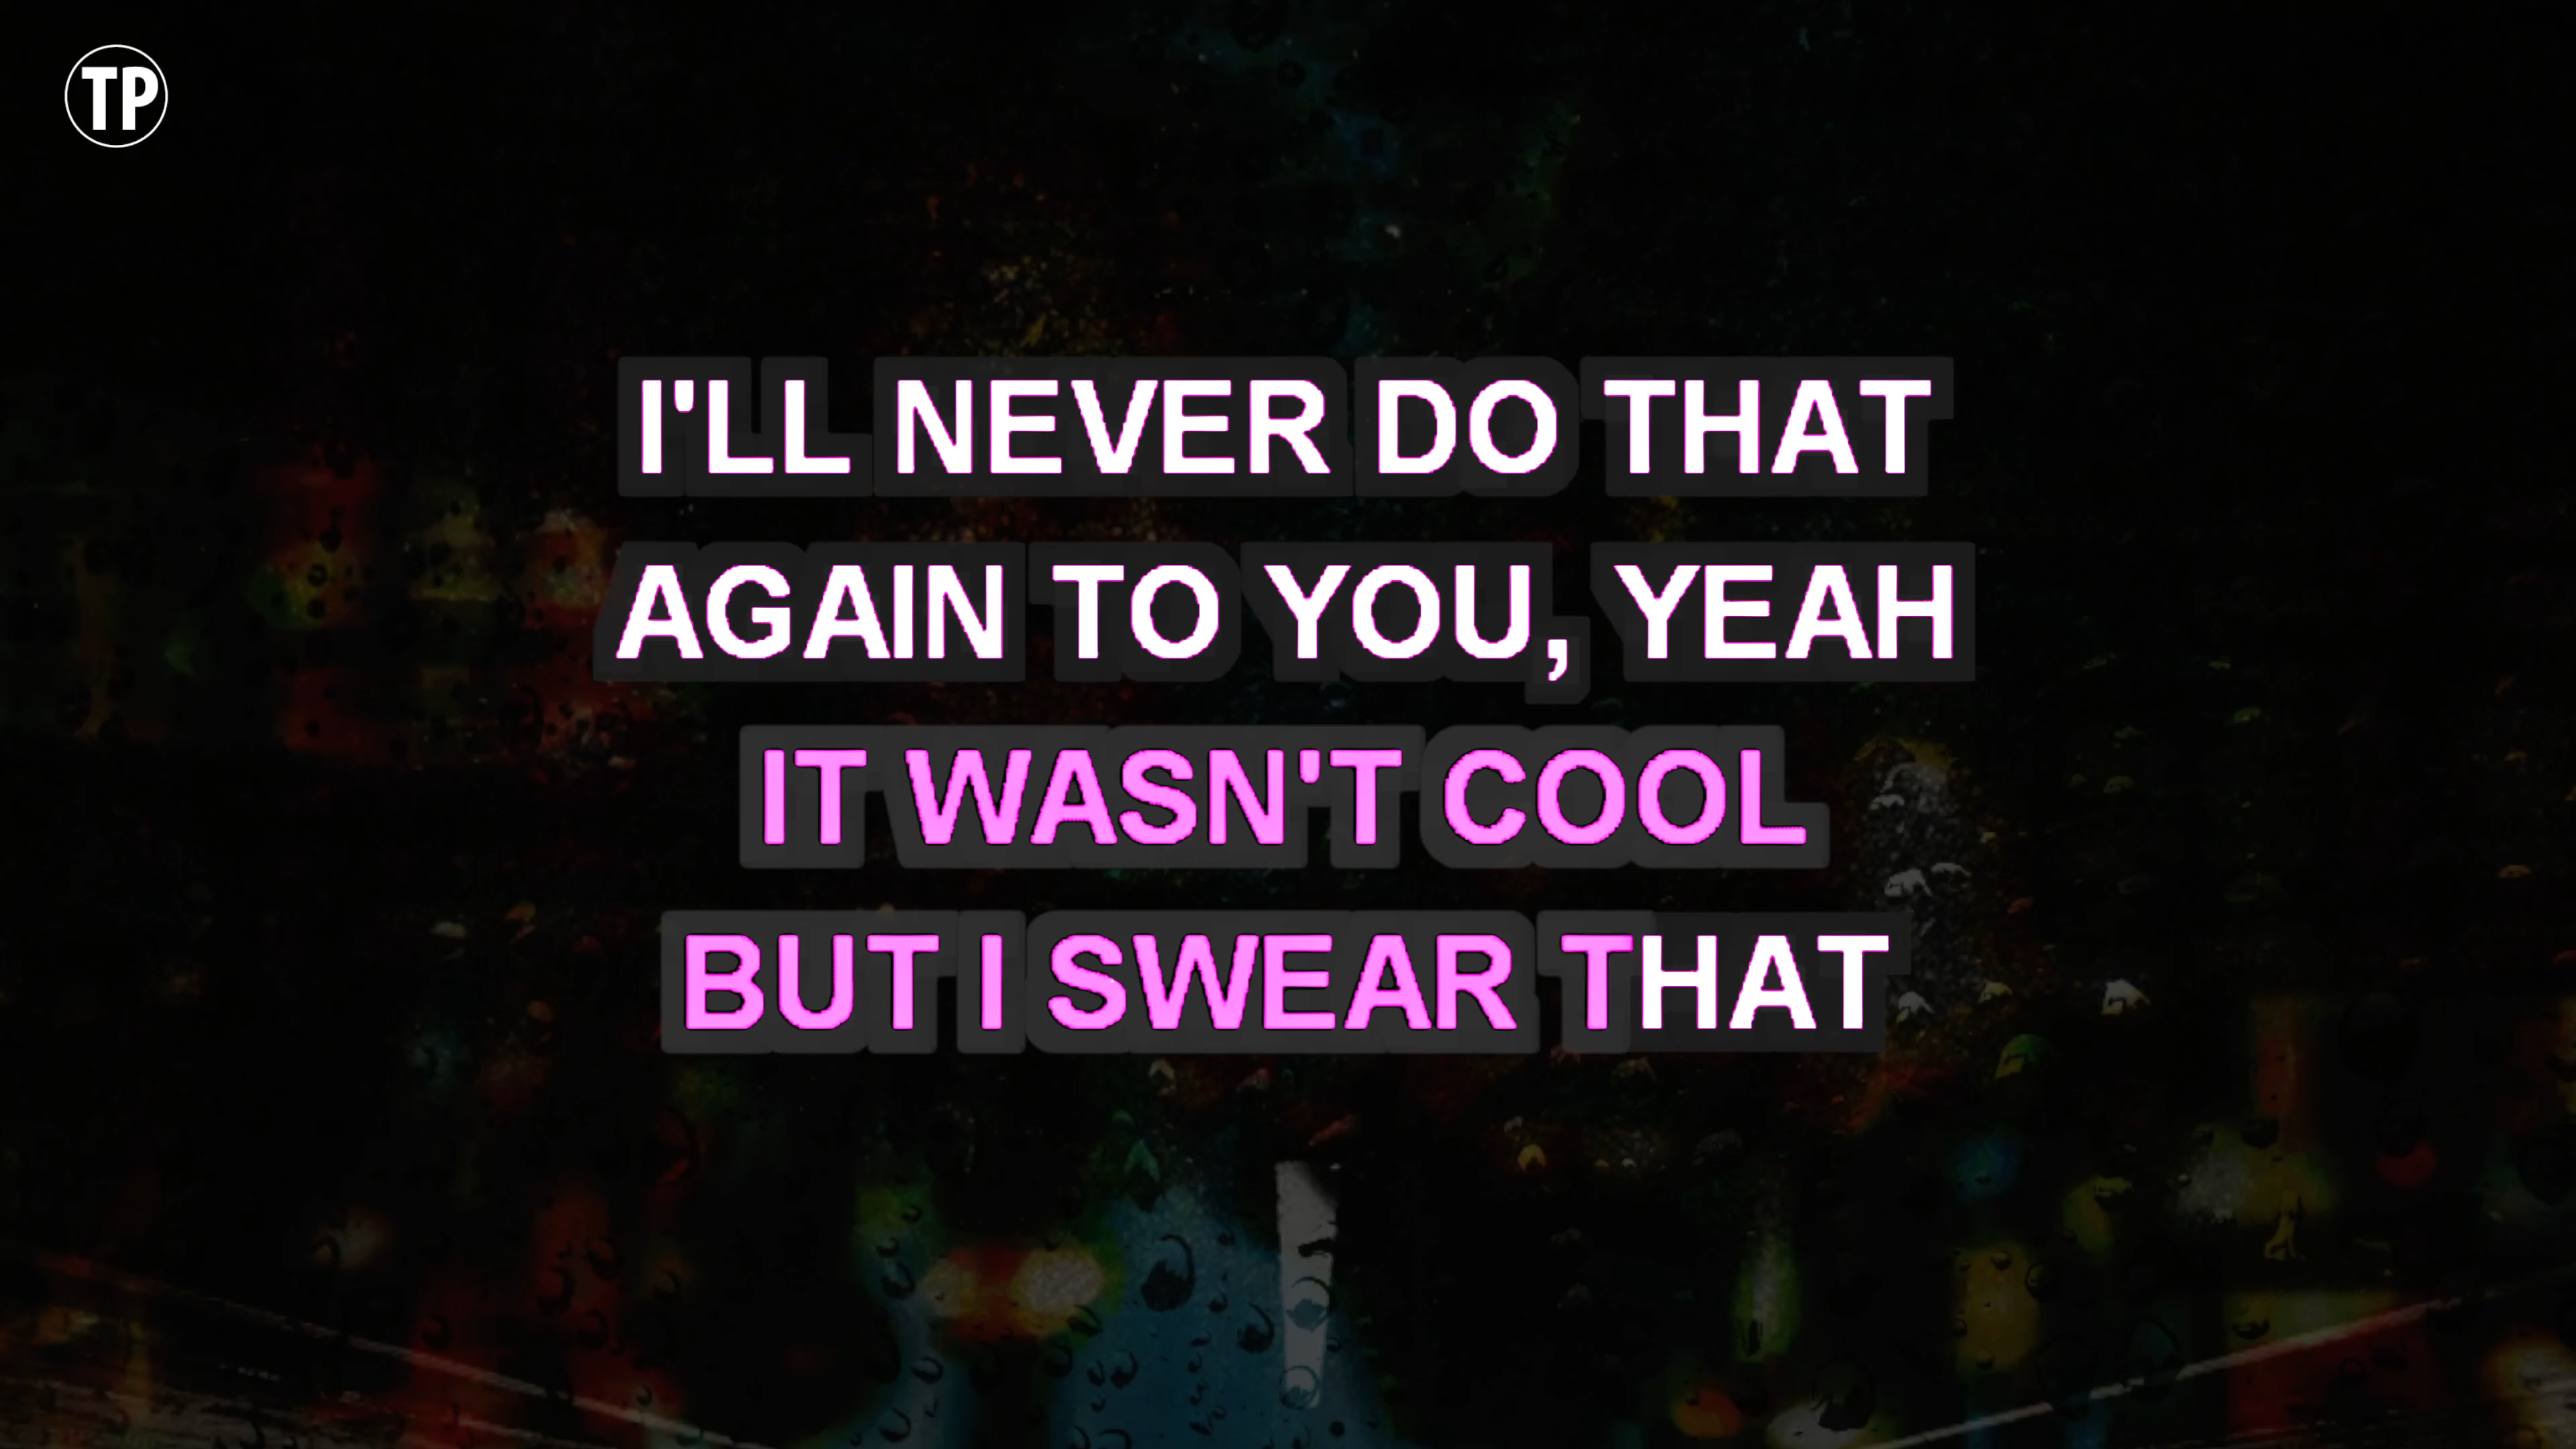 TP
I'LL NEVER DO THAT
AGAIN TO YOU, YEAH
IT WASN'T COOL
BUT I SWEAR THAT